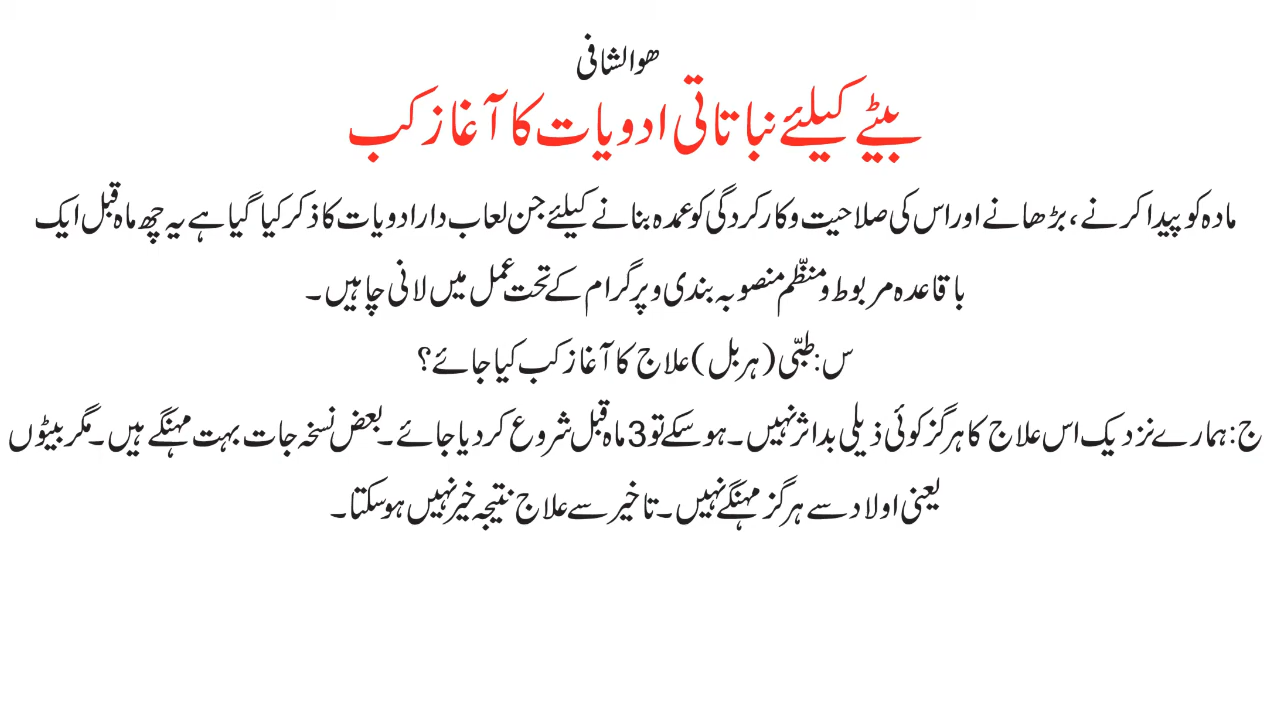 ھوالشافی
بیٹے کیلئے نباتاتی ادویات کا آغاز کب
مادہ کو پیدا کرنے، بڑھانے اور اس کی صلاحیت و کارکردگی کو عمدہ بنانے کیلئے جن لعاب دار ادویات کا ذکر کیا گیا ہے یہ چھ ماہ قبل ایک
باقاعدہ مربوط و منظّم منصوبہ بندی و پرگرام کے تحت عمل میں لانی چاہیں۔
س: طبّی (ہربل) علاج کا آغاز کب کیا جائے؟
ج: ہمارے نزدیک اس علاج کا ہرگز کوئی ذیلی بد اثر نہیں۔ ہو سکے تو 3 ماہ قبل شروع کر دیا جائے۔ بعض نسخہ جات بہت مہنگے ہیں۔ مگر بیٹوں
یعنی اولاد سے ہرگز مہنگے نہیں۔ تاخیر سے علاج نتیجہ خیز نہیں ہو سکتا۔